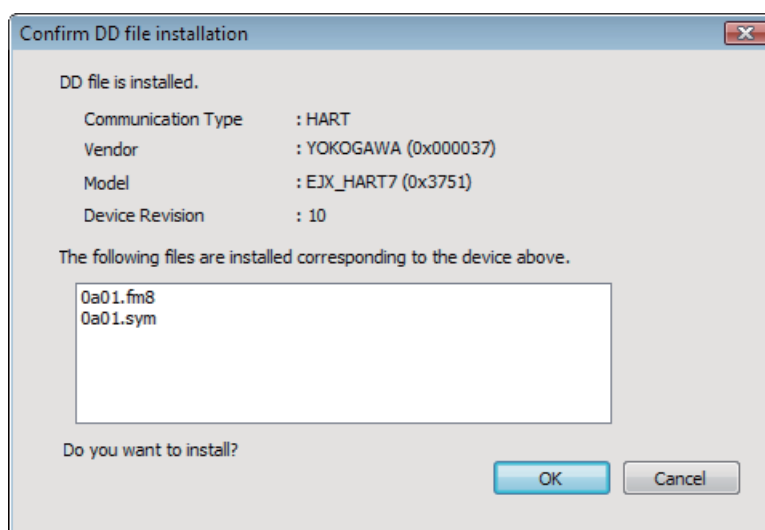 Confirm DD file installation
DD file is installed.
Communication Type : HART
Vendor : YOKOGAWA (0x000037)
Model : EJX_HART7 (0x3751)
Device Revision : 10
The following files are installed corresponding to the device above.
0a01.fm8
0a01.sym
Do you want to install?
OK Cancel